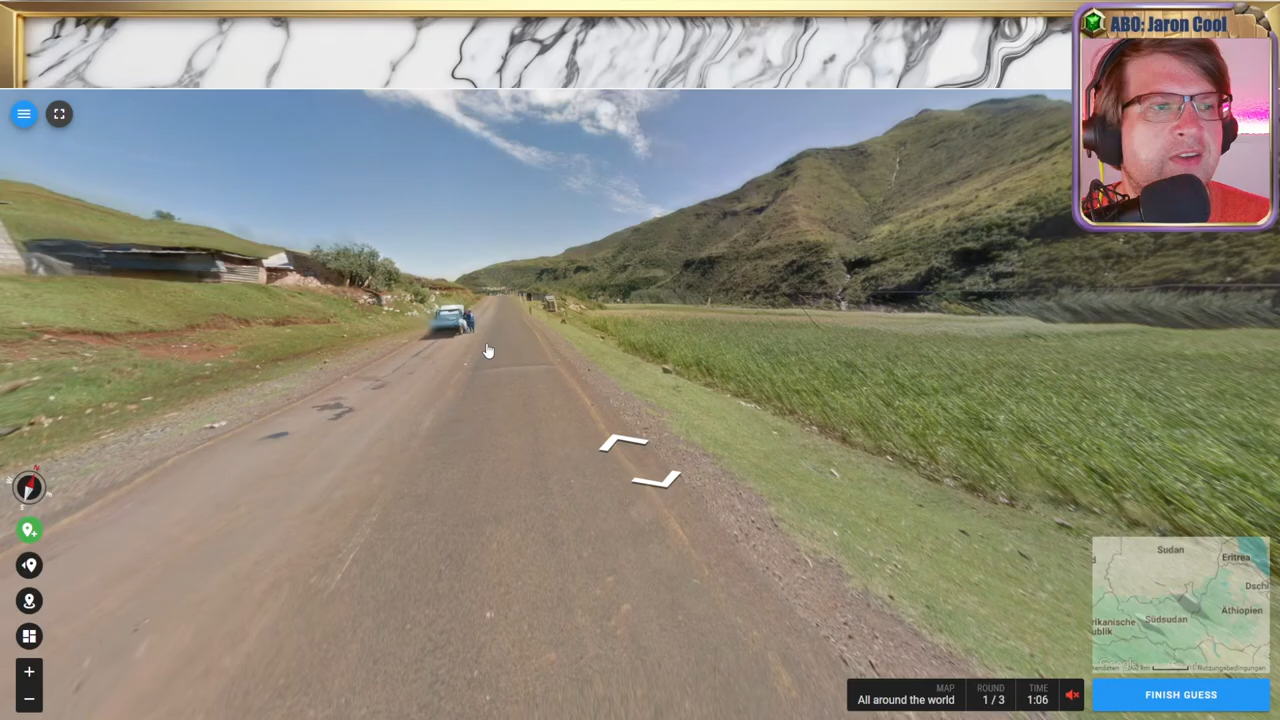 ABO: Jaron Cool
N
S
Sudan
Eritrea
Dschi
Äthiopien
Südsudan
rikanische
ublik
Nutzungsbedingungen
MAP
All around the world
ROUND
1 / 3
TIME
1:06
FINISH GUESS